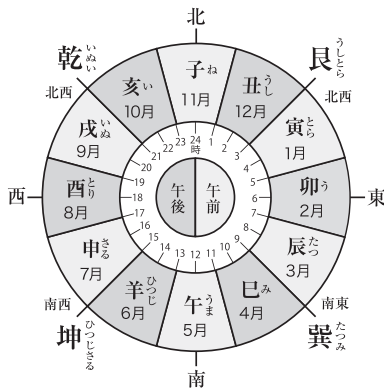 北
乾 いぬい
北西
艮 うしとら
北西
子 ね
11月
丑 うし
12月
寅 とら
1月
卯 う
2月
辰 たつ
3月
巳 み
4月
午 うま
5月
羊 ひつじ
6月
申 さる
7月
酉 とり
8月
戌 いぬ
9月
亥 い
10月
24
時
1
2
3
4
5
6
7
8
9
10
11
12
13
14
15
16
17
18
19
20
21
22
23
午後
午前
西
東
南西
坤 ひつじさる
南東
巽 たつみ
南